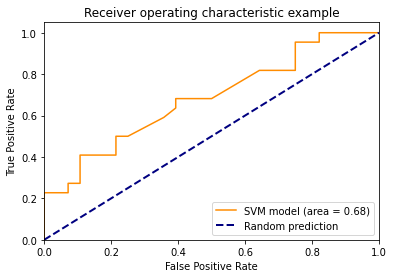 Receiver operating characteristic example
True Positive Rate
1.0
0.8
0.6
0.4
0.2
0.0
SVM model (area = 0.68)
Random prediction
0.0 0.2 0.4 0.6 0.8 1.0
False Positive Rate